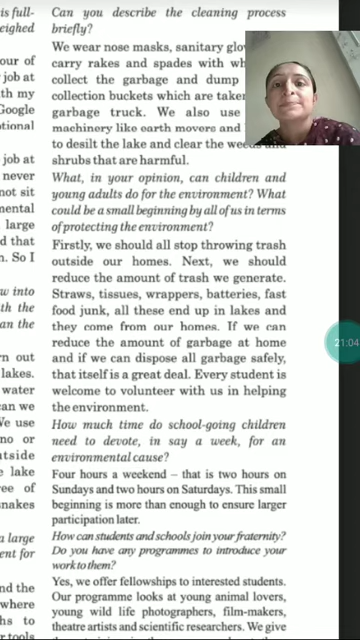 is full-
eighed
our of
job at
th my
Google
otional
job at
never
not sit
mental
large
d that
n. So I
w into
th the
an the
rn out
lakes.
water
can we
We use
no or
utside
e lake
ree of
snakes
a large
ent for
nd the
where
hs to
r tools
Can you describe the cleaning process
briefly?
We wear nose masks, sanitary glo
carry rakes and spades with wh
collect the garbage and dump
collection buckets which are taken
garbage truck. We also use
machinery like earth movers and
to desilt the lake and clear the weeds and
shrubs that are harmful.
What, in your opinion, can children and
young adults do for the environment? What
could be a small beginning by all of us in terms
of protecting the environment?
Firstly, we should all stop throwing trash
outside our homes. Next, we should
reduce the amount of trash we generate.
Straws, tissues, wrappers, batteries, fast
food junk, all these end up in lakes and
they come from our homes. If we can
reduce the amount of garbage at home
and if we can dispose all garbage safely,
that itself is a great deal. Every student is
welcome to volunteer with us in helping
the environment.
How much time do school-going children
need to devote, in say a week, for an
environmental cause?
Four hours a weekend – that is two hours on
Sundays and two hours on Saturdays. This small
beginning is more than enough to ensure larger
participation later.
How can students and schools join your fraternity?
Do you have any programmes to introduce your
work to them?
Yes, we offer fellowships to interested students.
Our programme looks at young animal lovers,
young wild life photographers, film-makers,
theatre artists and scientific researchers. We give
21:04